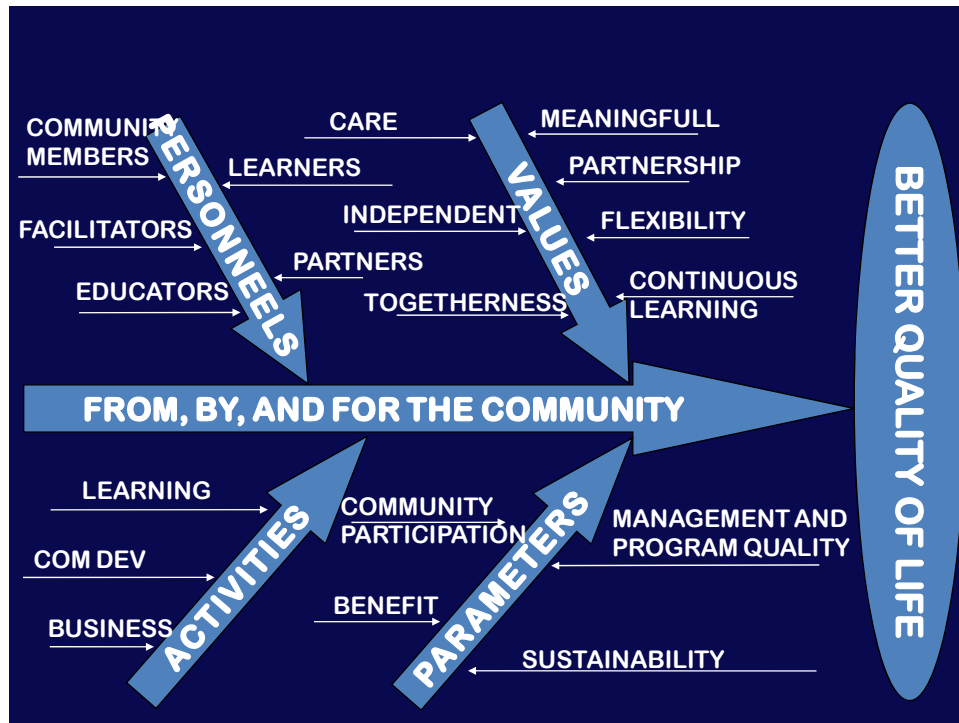 COMMUNITY
MEMBERS
LEARNERS
FACILITATORS
PARTNERS
EDUCATORS
PERSONNEELS
CARE
MEANINGFULL
PARTNERSHIP
INDEPENDENT
FLEXIBILITY
TOGETHERNESS
CONTINUOUS
LEARNING
VALUES
FROM, BY, AND FOR THE COMMUNITY
BETTER QUALITY OF LIFE
LEARNING
COM DEV
BUSINESS
ACTIVITIES
COMMUNITY
PARTICIPATION
MANAGEMENT AND
PROGRAM QUALITY
BENEFIT
SUSTAINABILITY
PARAMETERS